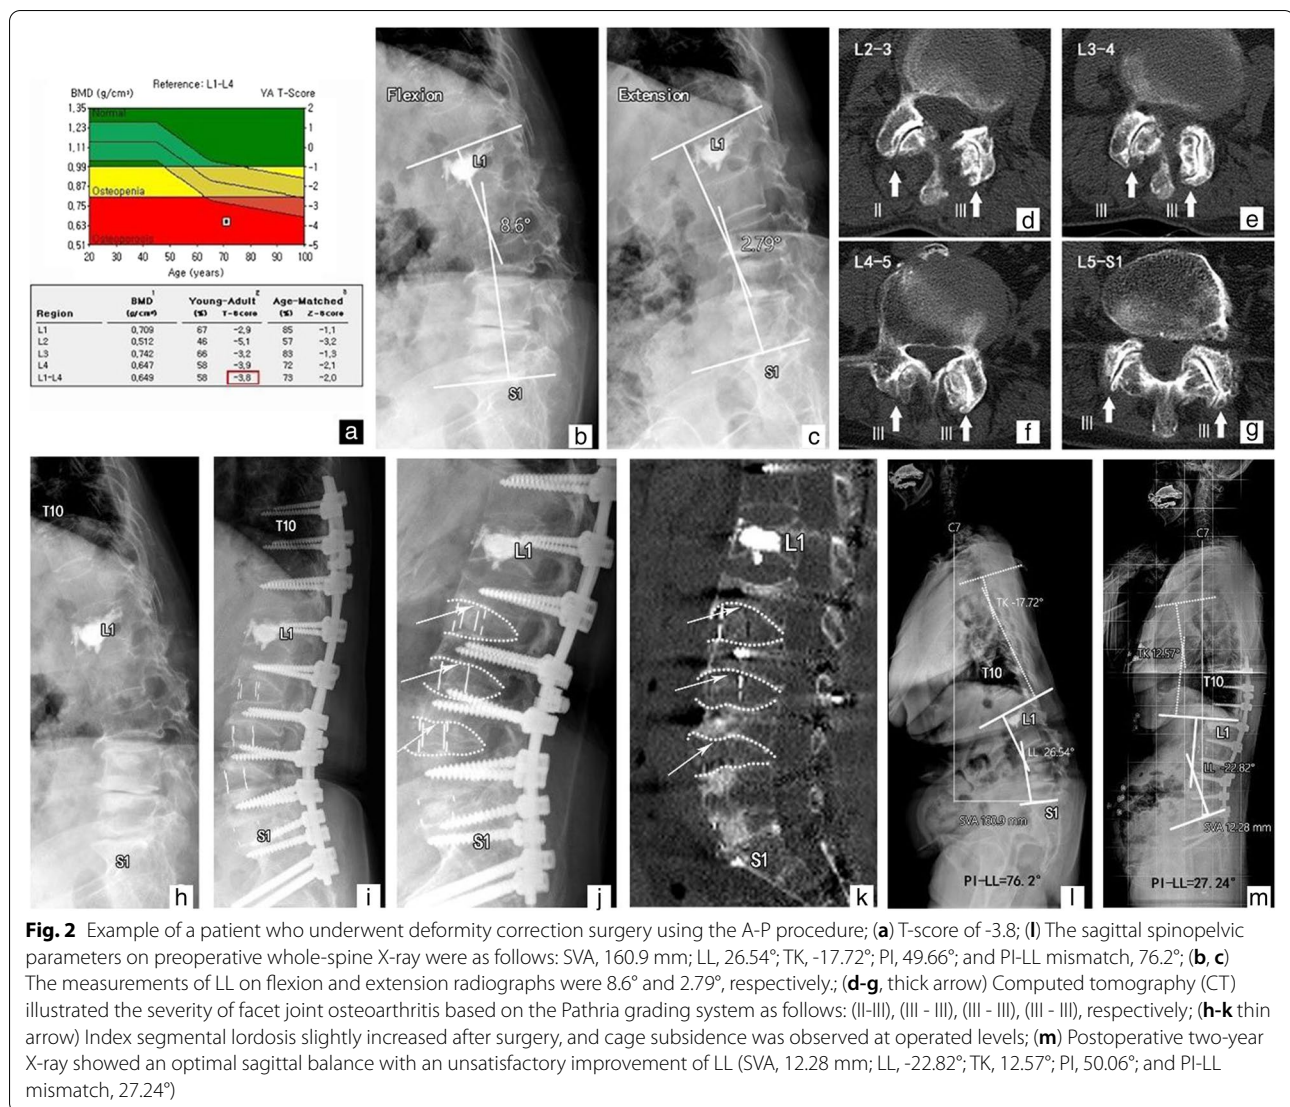 Reference: L1-L4
BMD (g/cm³) YA T-Score
1,35 2
1,23 1
1,11 0
0,99 -1
0,87 -2
0,75 -3
0,63 -4
0,51 -5
Normal
Osteopenia
Osteoporosis
20 30 40 50 60 70 80 90 100
Age (years)
1 2 3
BMD Young-Adult Age-Matched
Region (g/cm²) (%) T-Score (%) Z-Score
L1 0,709 67 -2,9 85 -1,1
L2 0,512 46 -5,1 57 -3,2
L3 0,742 66 -3,2 83 -1,3
L4 0,647 58 -3,9 72 -2,1
L1-L4 0,649 58 -3,8 73 -2,0
a
Flexion
L1
8.6°
S1
b
Extension
L1
2.79°
S1
c
L2-3
II III
d
L3-4
III III
e
L4-5
III III
f
L5-S1
III III
g
T10
L1
S1
h
T10
L1
S1
i
L1
S1
j
L1
S1
k
C7
TK -17.72°
T10
L1
LL 26.54°
S1
SVA 160.9 mm
PI-LL=76.2°
l
C7
TK 12.57°
T10
L1
LL -22.82°
SVA 12.28 mm
PI-LL=27.24°
m
Fig. 2 Example of a patient who underwent deformity correction surgery using the A-P procedure; (a) T-score of -3.8; (l) The sagittal spinopelvic
parameters on preoperative whole-spine X-ray were as follows: SVA, 160.9 mm; LL, 26.54°; TK, -17.72°; PI, 49.66°; and PI-LL mismatch, 76.2°; (b, c)
The measurements of LL on flexion and extension radiographs were 8.6° and 2.79°, respectively.; (d-g, thick arrow) Computed tomography (CT)
illustrated the severity of facet joint osteoarthritis based on the Pathria grading system as follows: (II-III), (III - III), (III - III), (III - III), respectively; (h-k thin
arrow) Index segmental lordosis slightly increased after surgery, and cage subsidence was observed at operated levels; (m) Postoperative two-year
X-ray showed an optimal sagittal balance with an unsatisfactory improvement of LL (SVA, 12.28 mm; LL, -22.82°; TK, 12.57°; PI, 50.06°; and PI-LL
mismatch, 27.24°)